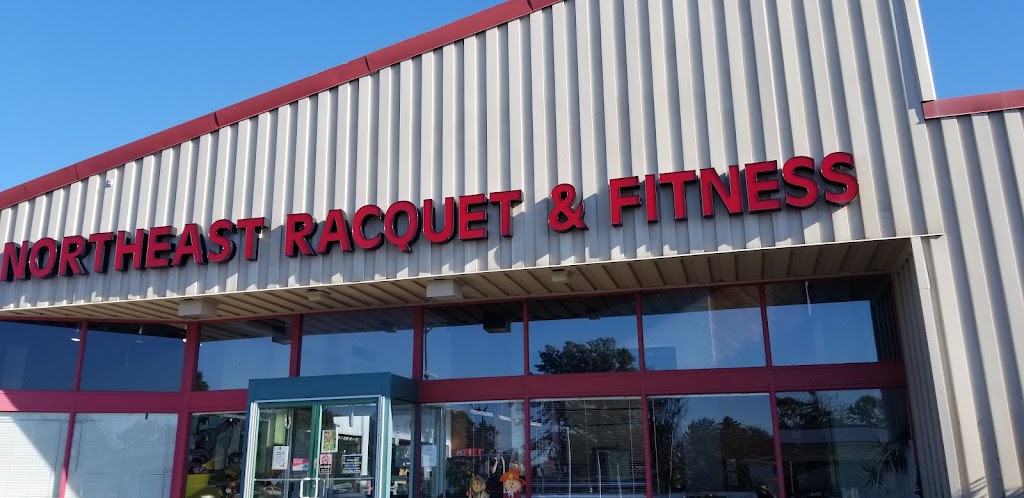 NORTHEAST RACQUET & FITNESS